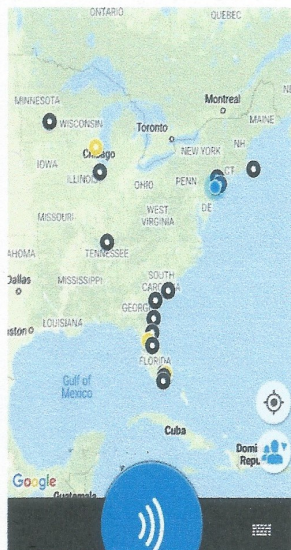 ONTARIO
QUEBEC
MINNESOTA
Montreal
MAINE
WISCONSIN
Toronto
NH
NEW YORK
CT
IOWA
Chicago
ILLINOIS
OHIO
PENN
DE
MISSOURI
WEST
VIRGINIA
TENNESSEE
AHOMA
Dallas
MISSISSIPPI
SOUTH
CAROLINA
GEORGIA
LOUISIANA
ston
FLORIDA
Gulf of
Mexico
Cuba
Domi
Repu
Google
Guatemala